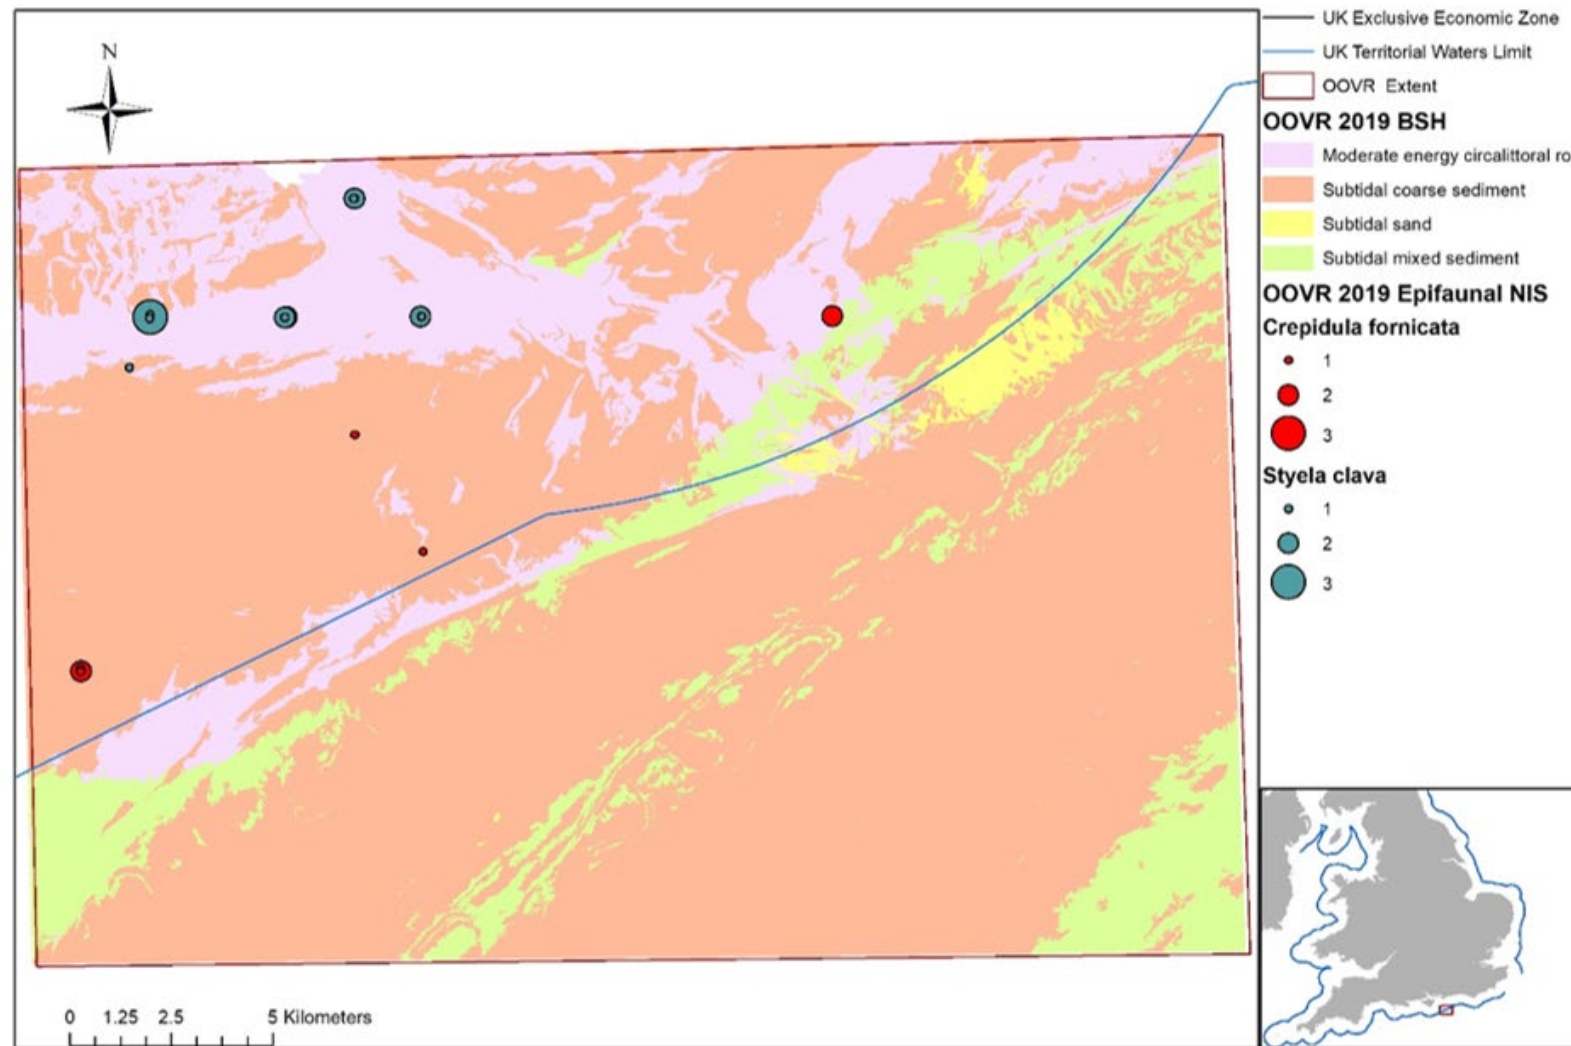 N
UK Exclusive Economic Zone
UK Territorial Waters Limit
OOVR Extent
OOVR 2019 BSH
Moderate energy circalittoral ro
Subtidal coarse sediment
Subtidal sand
Subtidal mixed sediment
OOVR 2019 Epifaunal NIS
Crepidula fornicata
1
2
3
Styela clava
1
2
3
0 1.25 2.5 5 Kilometers